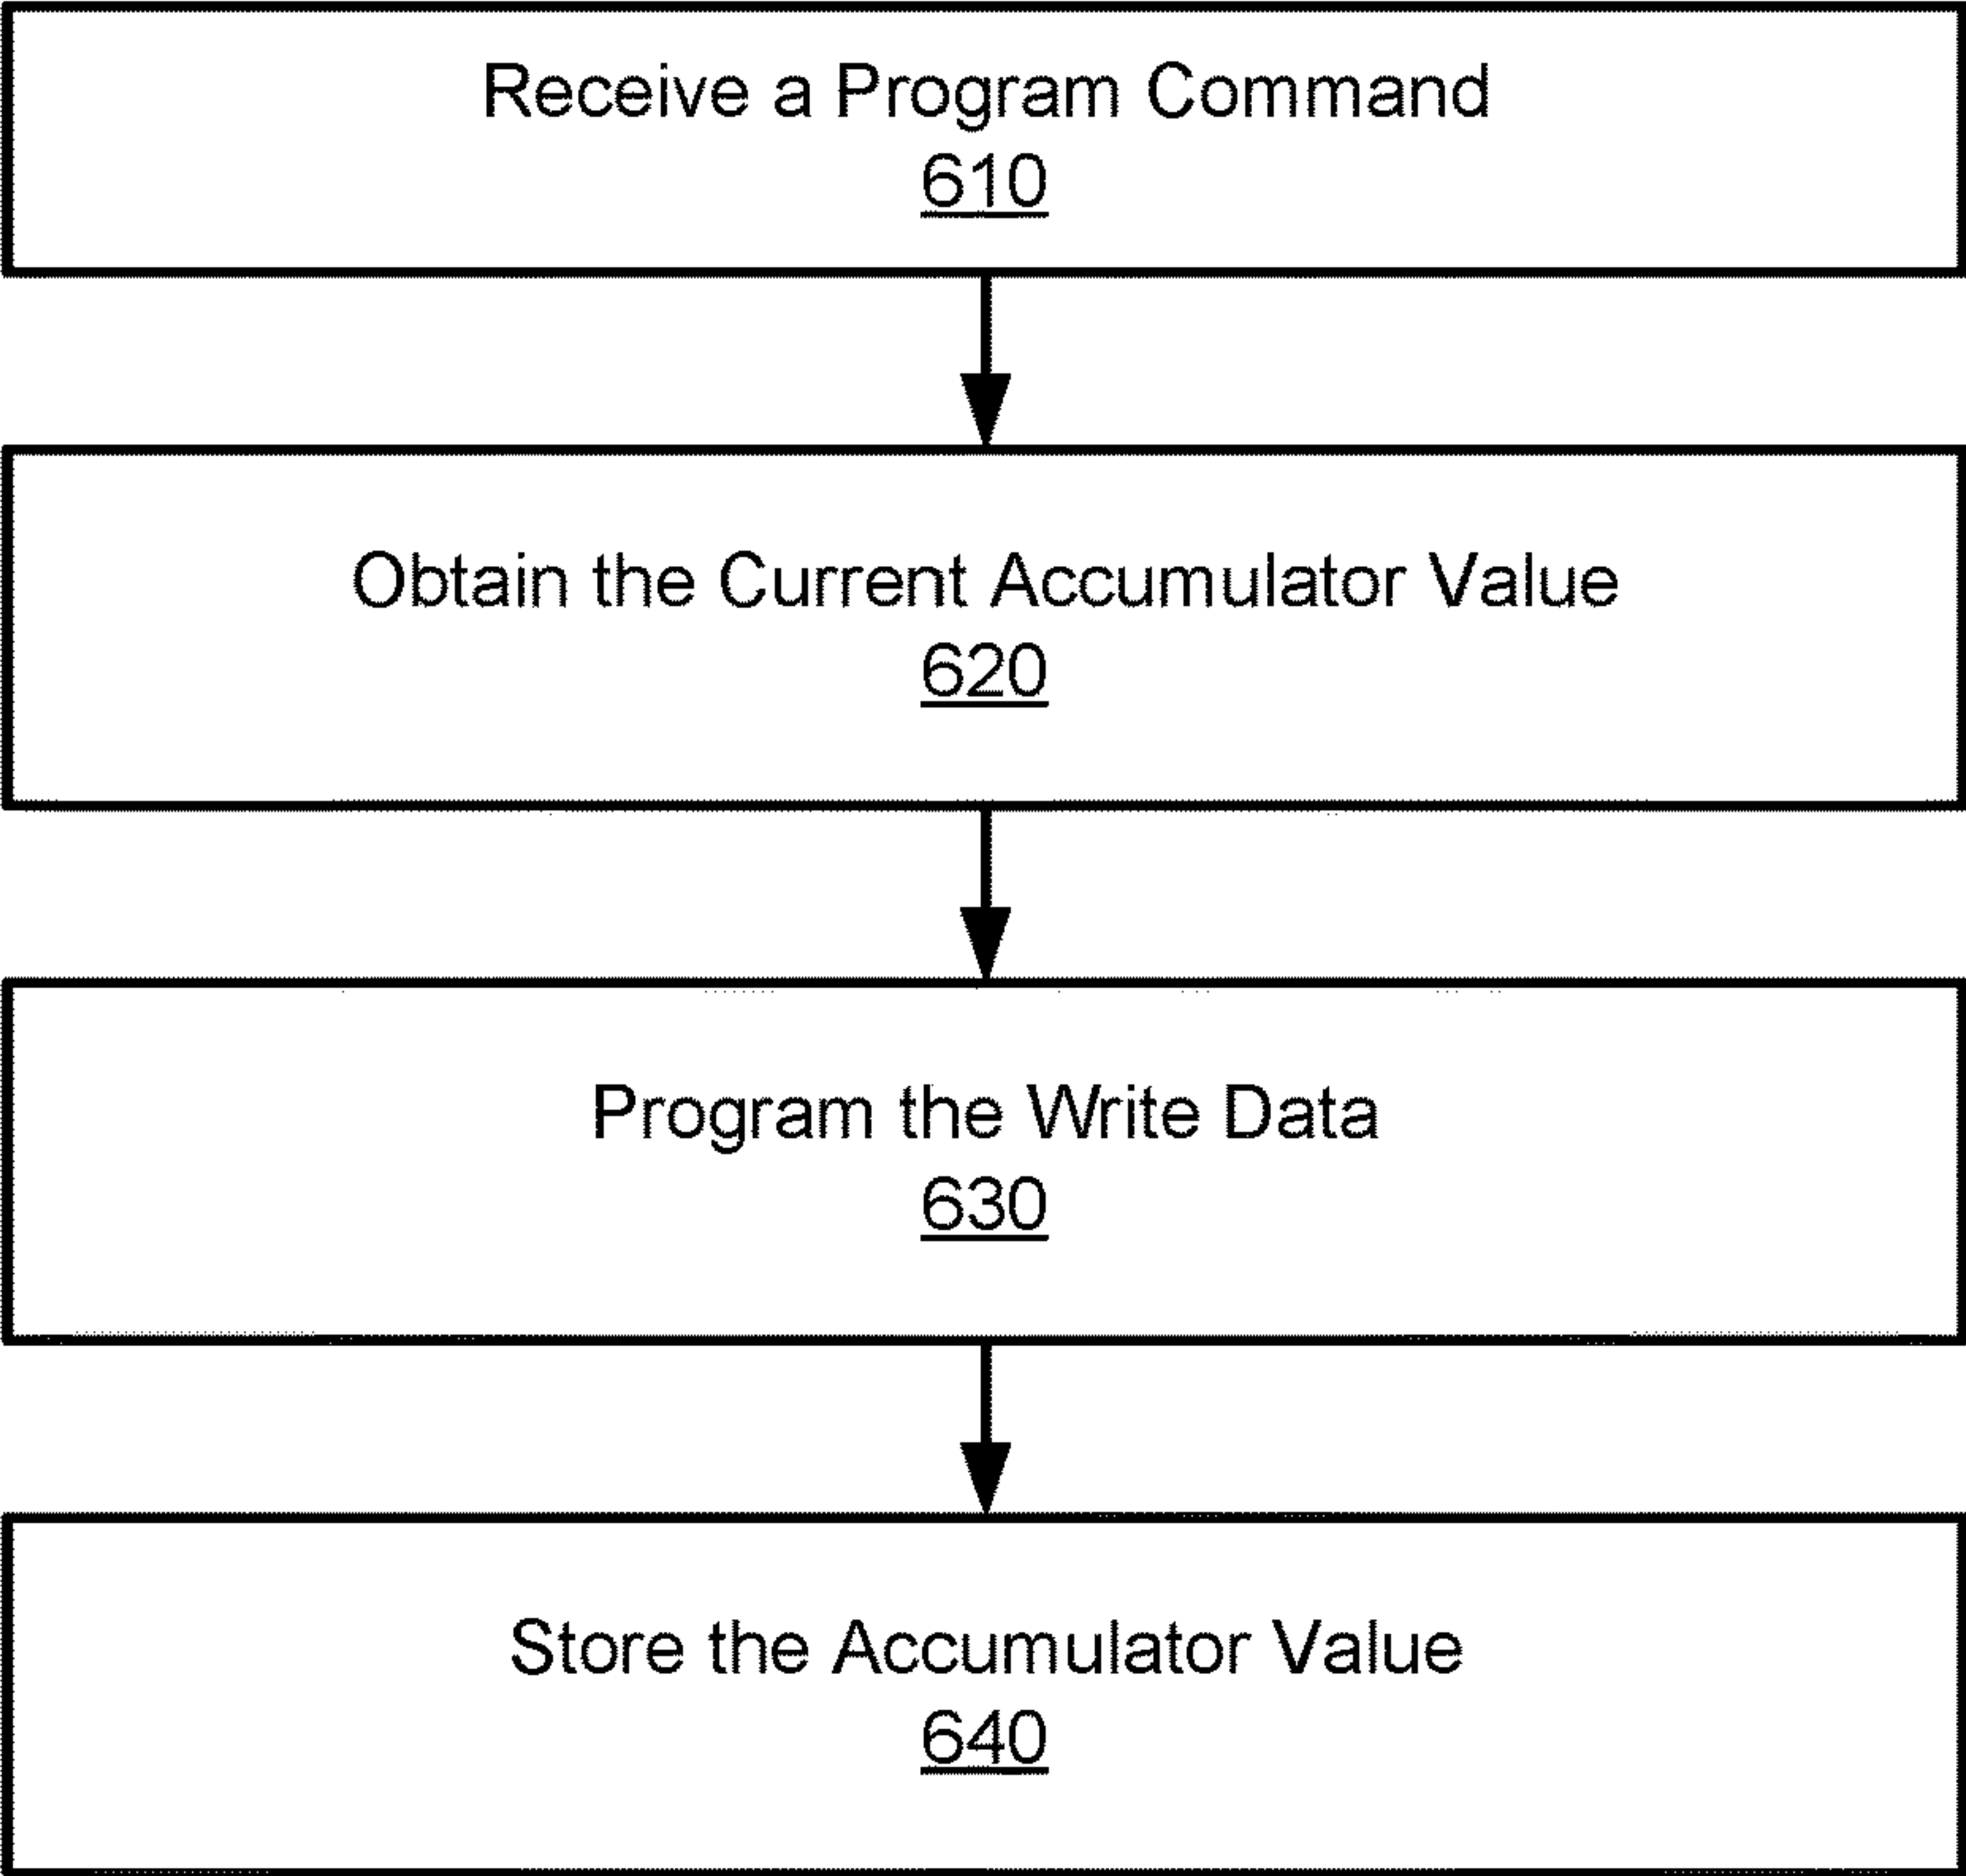 Receive a Program Command
610
Obtain the Current Accumulator Value
620
Program the Write Data
630
Store the Accumulator Value
640